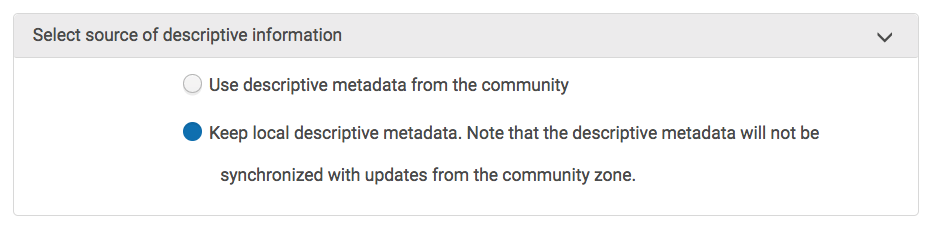 Select source of descriptive information
Use descriptive metadata from the community
Keep local descriptive metadata. Note that the descriptive metadata will not be
synchronized with updates from the community zone.